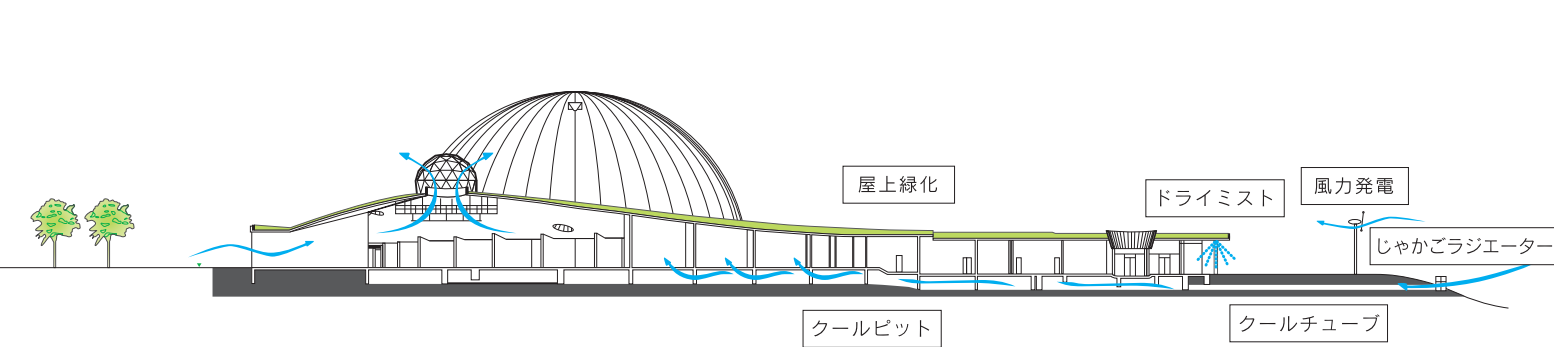 屋上緑化
ドライミスト
風力発電
じゃかごラジエーター
クールピット
クールチューブ